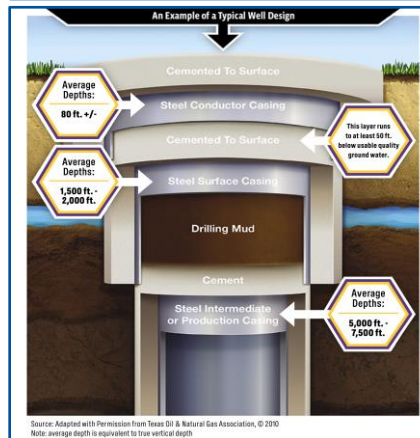 An Example of a Typical Well Design
Cemented To Surface
Average
Depths:
80 ft. +/-
Steel Conductor Casing
Cemented To Surface
This layer runs
to at least 50 ft.
below usable quality
ground water.
Average
Depths:
1,500 ft. -
2,000 ft.
Steel Surface Casing
Drilling Mud
Cement
Steel Intermediate
or Production Casing
Average
Depths:
5,000 ft. -
7,500 ft.
Source: Adapted with Permission from Texas Oil & Natural Gas Association, © 2010
Note: average depth is equivalent to true vertical depth